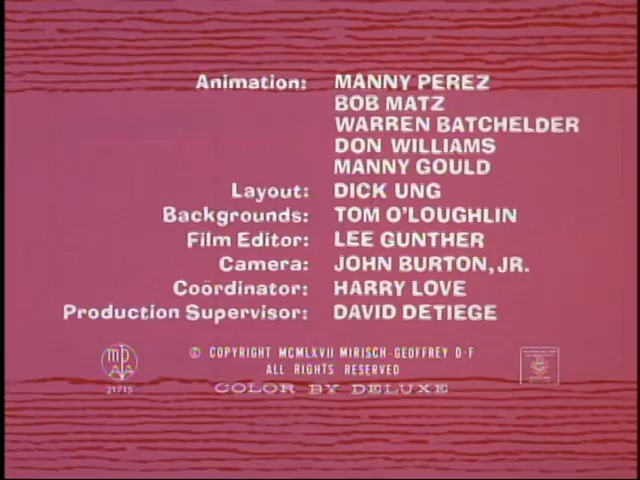 Animation: MANNY PEREZ
BOB MATZ
WARREN BATCHELDER
DON WILLIAMS
MANNY GOULD
Layout: DICK UNG
Backgrounds: TOM O'LOUGHLIN
Film Editor: LEE GUNTHER
Camera: JOHN BURTON, JR.
Coördinator: HARRY LOVE
Production Supervisor: DAVID DETIEGE
© COPYRIGHT MCMLXVII MIRISCH-GEOFFREY D-F
ALL RIGHTS RESERVED
COLOR BY DELUXE
21715